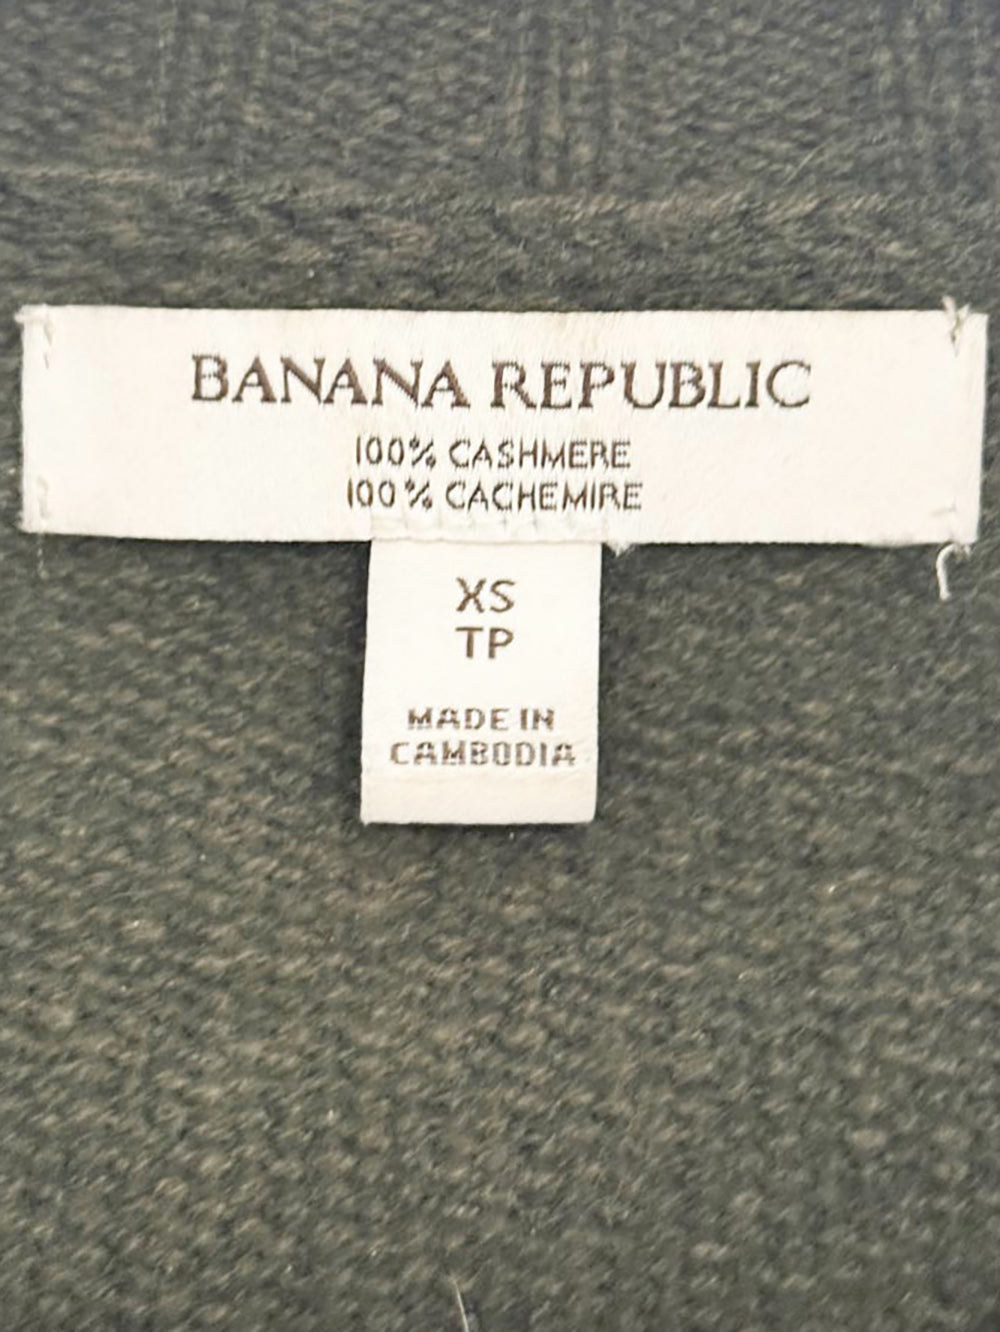 BANANA REPUBLIC
100% CASHMERE
100% CACHEMIRE
XS
TP
MADE IN
CAMBODIA